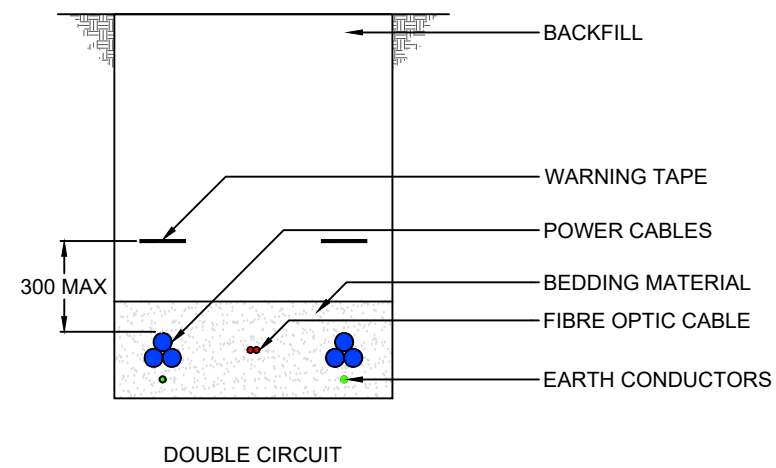 BACKFILL
WARNING TAPE
POWER CABLES
300 MAX
BEDDING MATERIAL
FIBRE OPTIC CABLE
EARTH CONDUCTORS
DOUBLE CIRCUIT